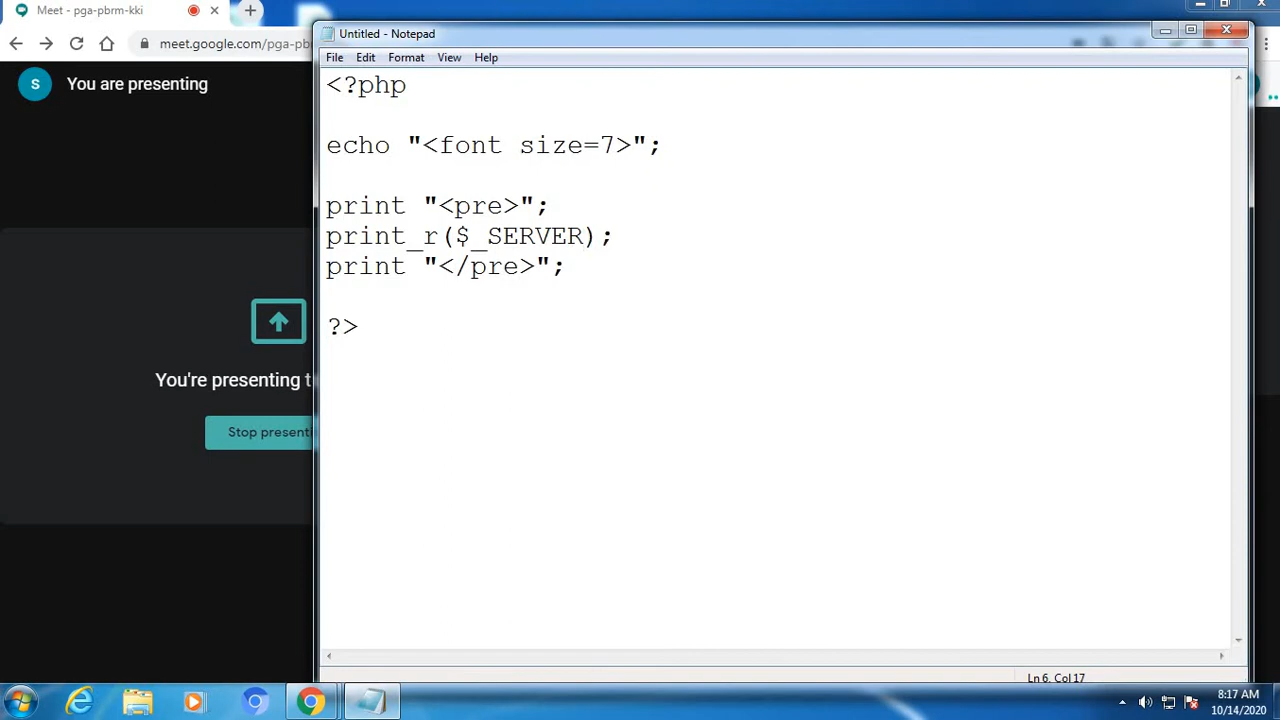 Meet - pga-pbrm-kki
Untitled - Notepad
meet.google.com/pga-pb
File Edit Format View Help
S You are presenting
<?php
echo "<font size=7>";
print "<pre>";
print_r($_SERVER);
print "</pre>";
?>
You're presenting t
Stop presenti
Ln 6, Col 17
8:17 AM
10/14/2020